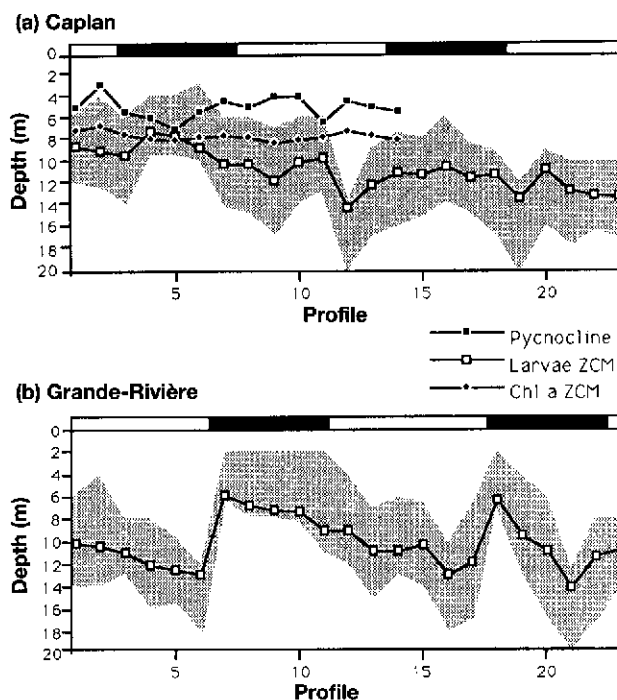 (a) Caplan
0
2
4
6
8
10
12
14
16
18
20
Depth (m)
5 10 15 20
Profile
Pycnocline
Larvae ZCM
Chl a ZCM
(b) Grande-Rivière
0
2
4
6
8
10
12
14
16
18
20
Depth (m)
5 10 15 20
Profile